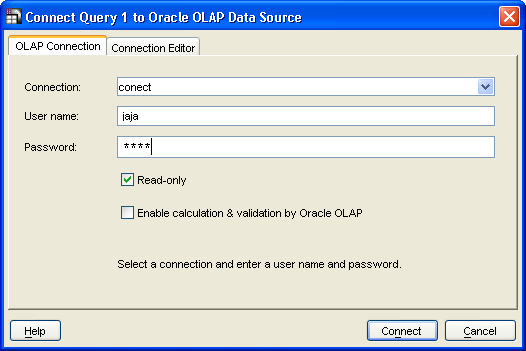 Connect Query 1 to Oracle OLAP Data Source
OLAP Connection Connection Editor
Connection: conect
User name: jaja
Password: ****
Read-only
Enable calculation & validation by Oracle OLAP
Select a connection and enter a user name and password.
Help Connect Cancel